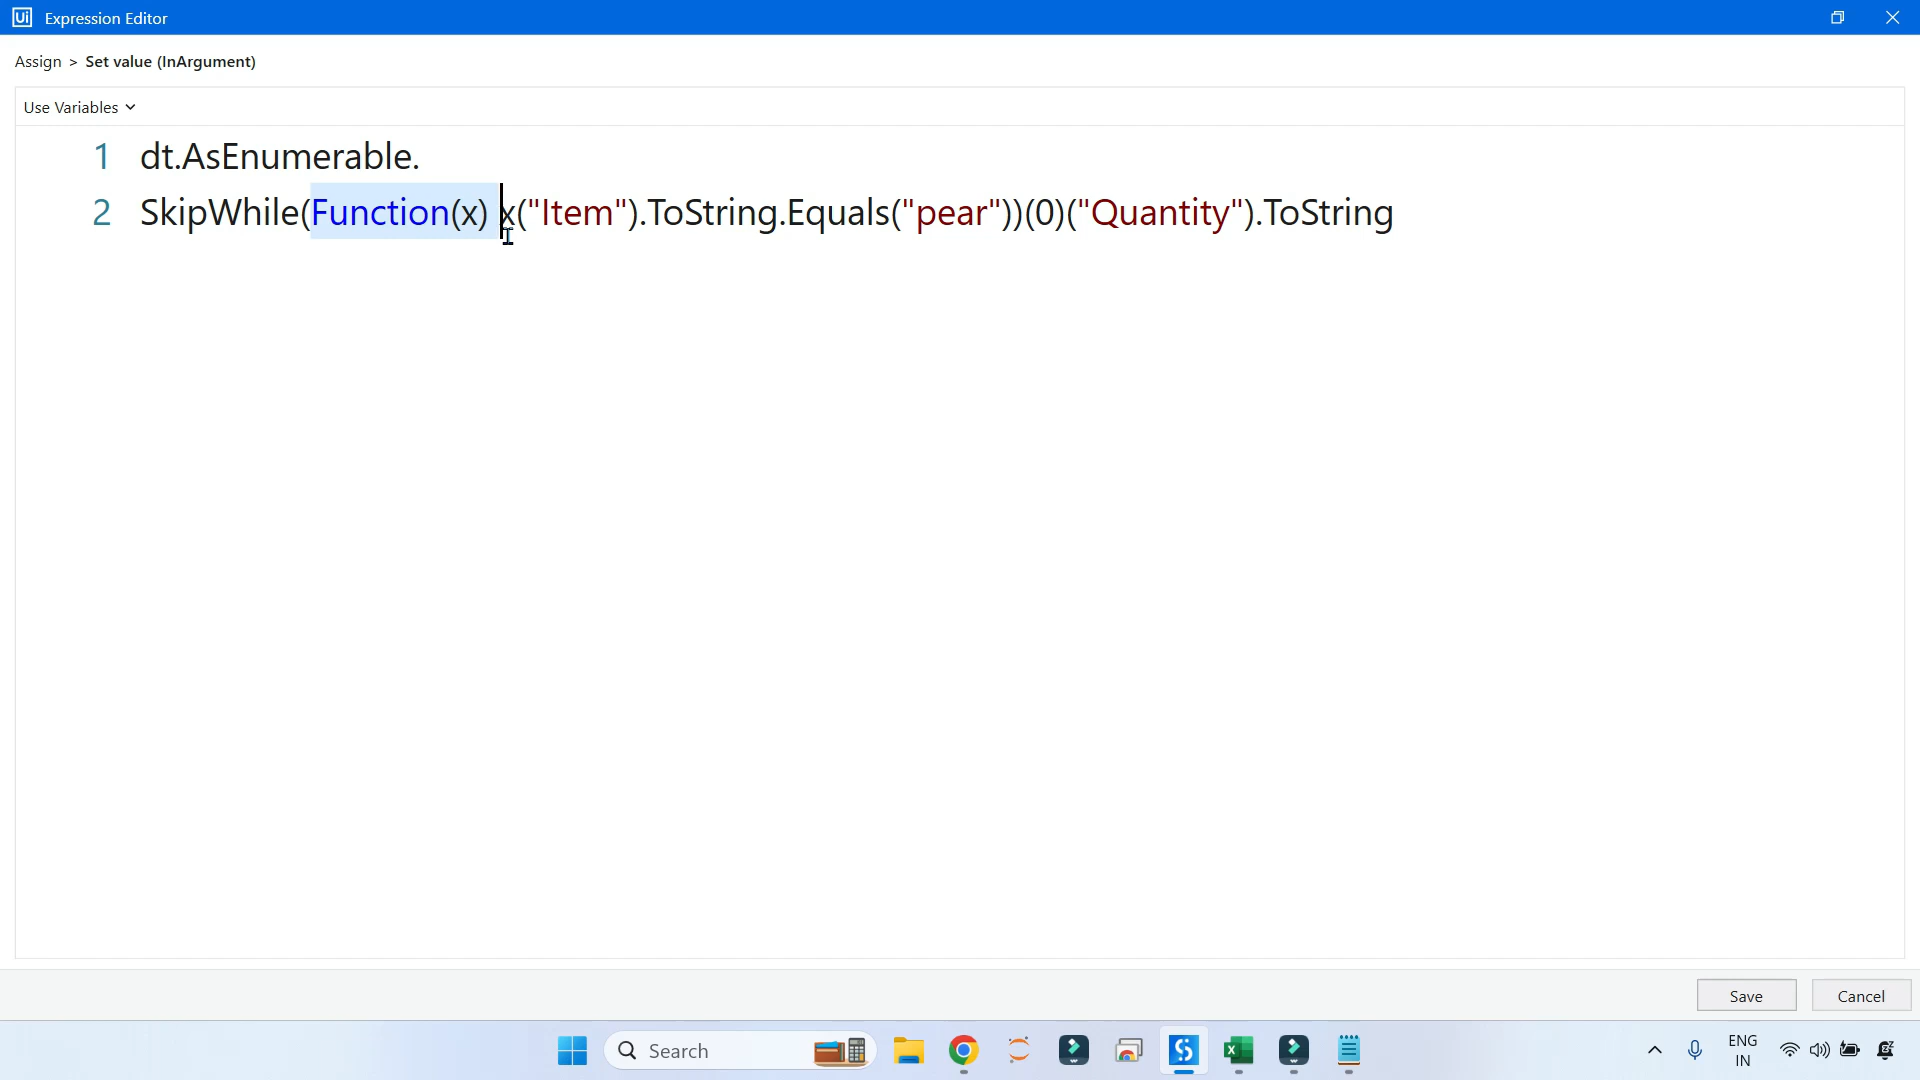 Ui Expression Editor
Assign > Set value (InArgument)
Use Variables
1 dt.AsEnumerable.
2 SkipWhile(Function(x) x("Item").ToString.Equals("pear"))(0)("Quantity").ToString
Save Cancel
Search
ENG
IN